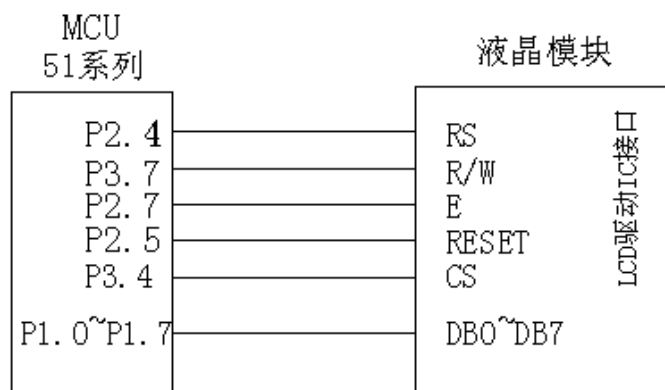 MCU
51系列
液晶模块
P2.4
RS
P3.7
R/W
P2.7
E
P2.5
RESET
P3.4
CS
P1.0~P1.7
DB0~DB7
LCD驱动IC接口